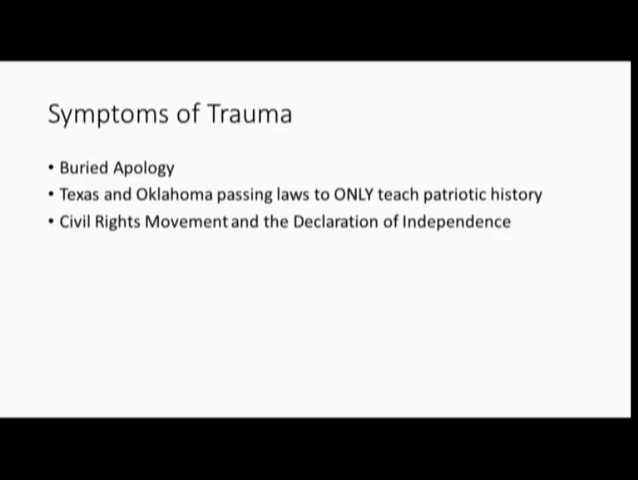 Symptoms of Trauma
• Buried Apology
• Texas and Oklahoma passing laws to ONLY teach patriotic history
• Civil Rights Movement and the Declaration of Independence